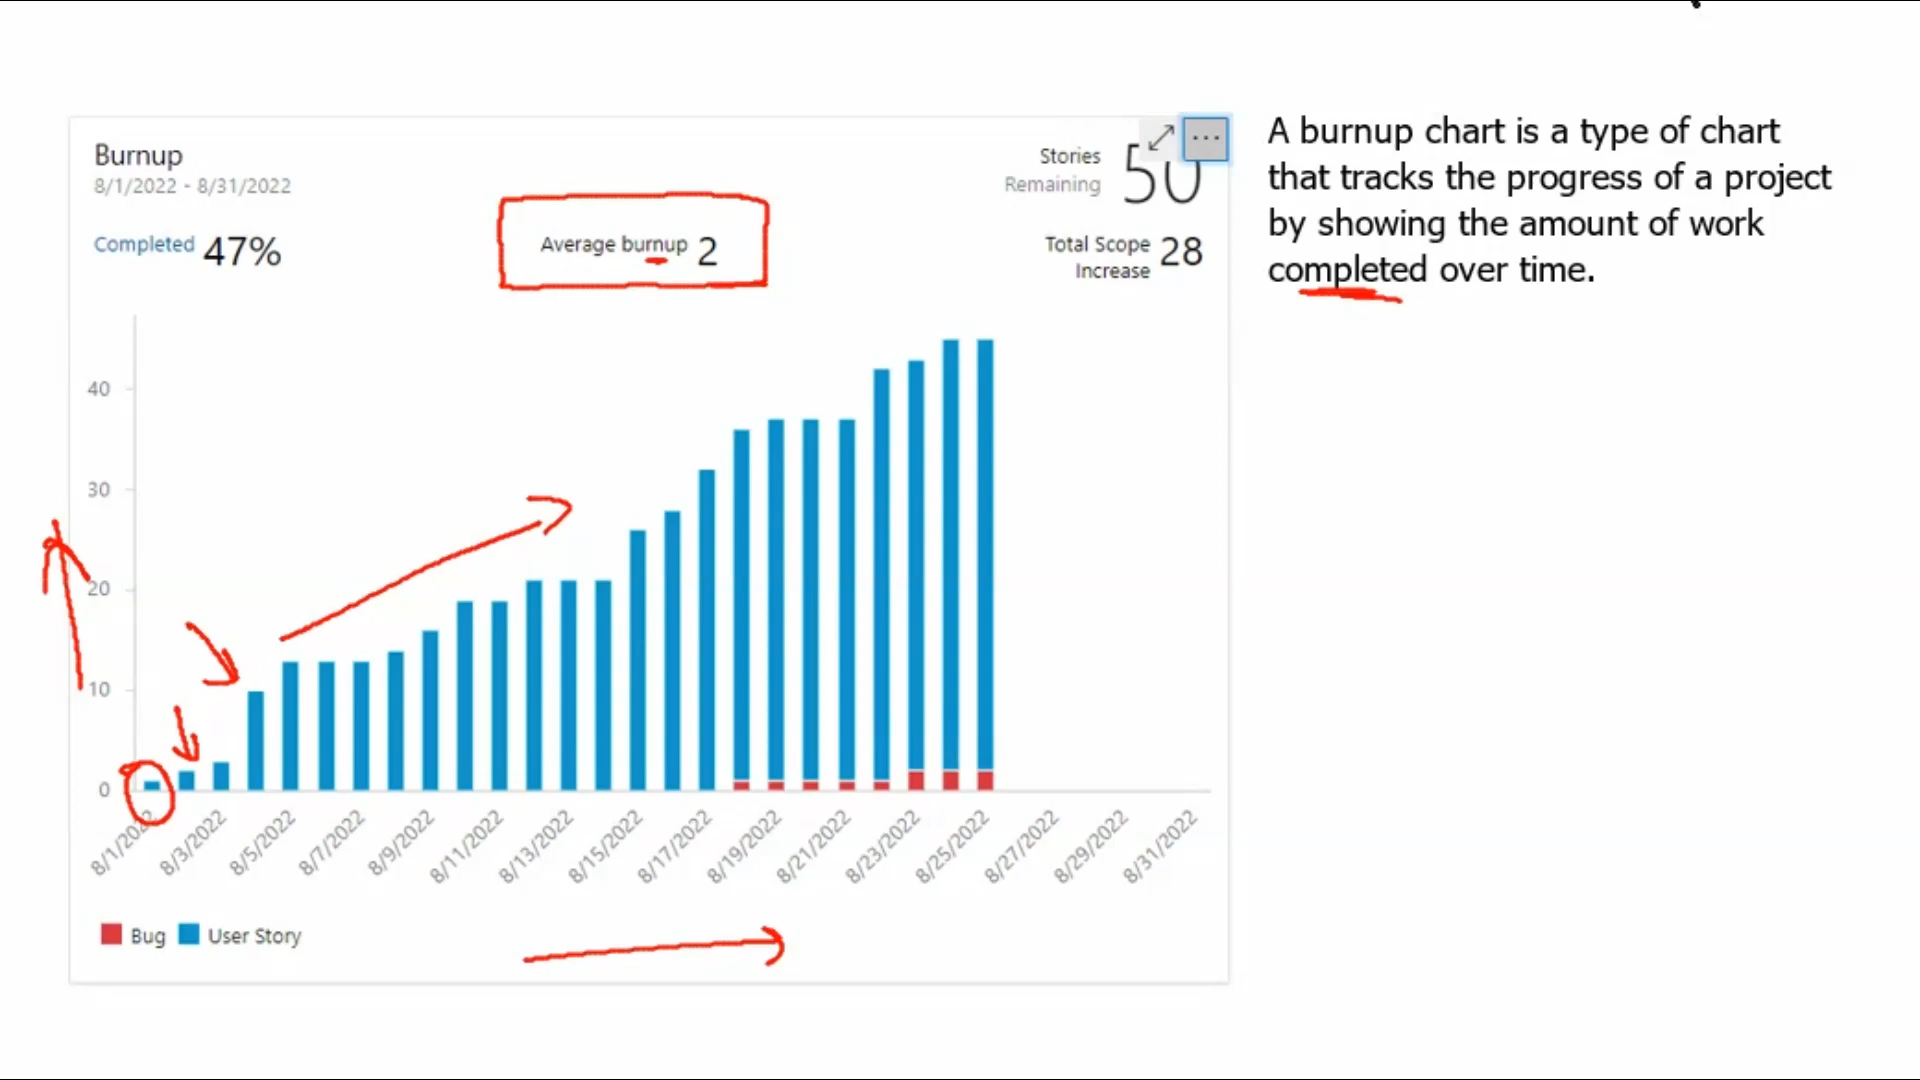 Burnup
8/1/2022 - 8/31/2022
Completed 47%
Average burnup 2
Stories
Remaining 50
Total Scope
Increase 28
...
A burnup chart is a type of chart
that tracks the progress of a project
by showing the amount of work
completed over time.
40
30
20
10
0
8/1/2022 8/3/2022 8/5/2022 8/7/2022 8/9/2022 8/11/2022 8/13/2022 8/15/2022 8/17/2022 8/19/2022 8/21/2022 8/23/2022 8/25/2022 8/27/2022 8/29/2022 8/31/2022
Bug User Story